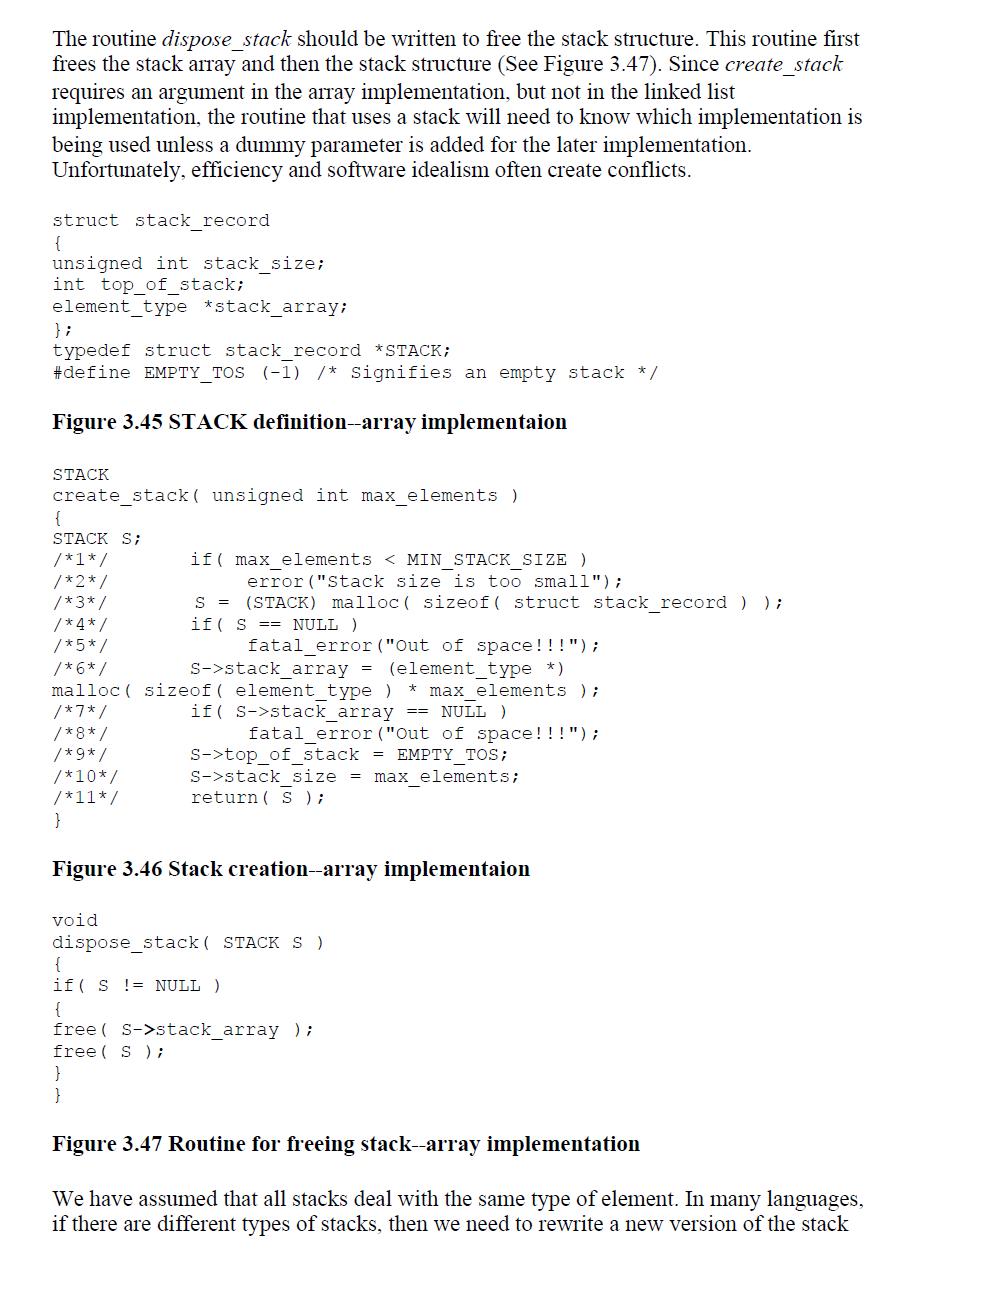 The routine dispose_stack should be written to free the stack structure. This routine first
frees the stack array and then the stack structure (See Figure 3.47). Since create_stack
requires an argument in the array implementation, but not in the linked list
implementation, the routine that uses a stack will need to know which implementation is
being used unless a dummy parameter is added for the later implementation.
Unfortunately, efficiency and software idealism often create conflicts.
struct stack_record
{
unsigned int stack_size;
int top_of_stack;
element_type *stack_array;
};
typedef struct stack_record *STACK;
#define EMPTY_TOS (-1) /* Signifies an empty stack */
Figure 3.45 STACK definition--array implementaion
STACK
create_stack( unsigned int max_elements )
{
STACK S;
/*1*/ if( max_elements < MIN_STACK_SIZE )
/*2*/ error("Stack size is too small");
/*3*/ S = (STACK) malloc( sizeof( struct stack_record ) );
/*4*/ if( S == NULL )
/*5*/ fatal_error("Out of space!!!");
/*6*/ S->stack_array = (element_type *)
malloc( sizeof( element_type ) * max_elements );
/*7*/ if( S->stack_array == NULL )
/*8*/ fatal_error("Out of space!!!");
/*9*/ S->top_of_stack = EMPTY_TOS;
/*10*/ S->stack_size = max_elements;
/*11*/ return( S );
}
Figure 3.46 Stack creation--array implementaion
void
dispose_stack( STACK S )
{
if( S != NULL )
{
free( S->stack_array );
free( S );
}
}
Figure 3.47 Routine for freeing stack--array implementation
We have assumed that all stacks deal with the same type of element. In many languages,
if there are different types of stacks, then we need to rewrite a new version of the stack